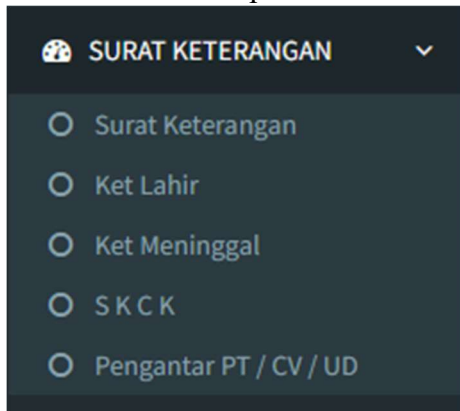 SURAT KETERANGAN
Surat Keterangan
Ket Lahir
Ket Meninggal
S K C K
Pengantar PT / CV / UD